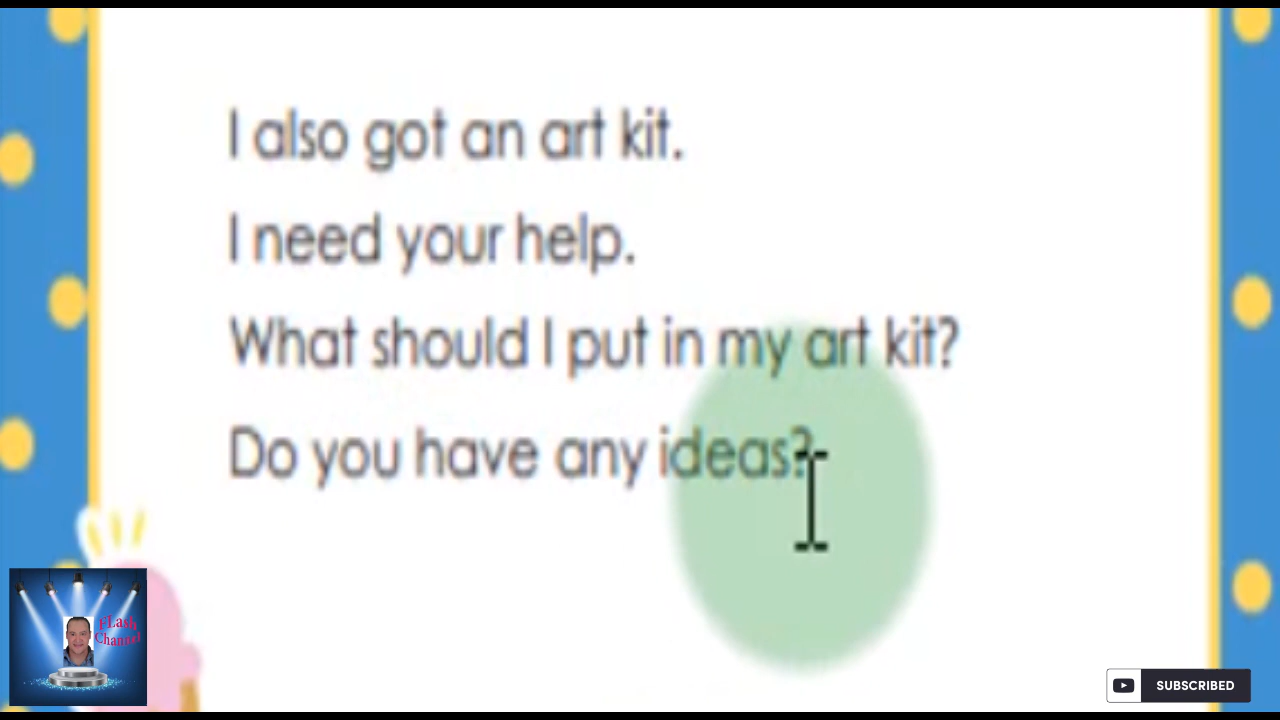 I also got an art kit.
I need your help.
What should I put in my art kit?
Do you have any ideas?
FLash
Channel
SUBSCRIBED